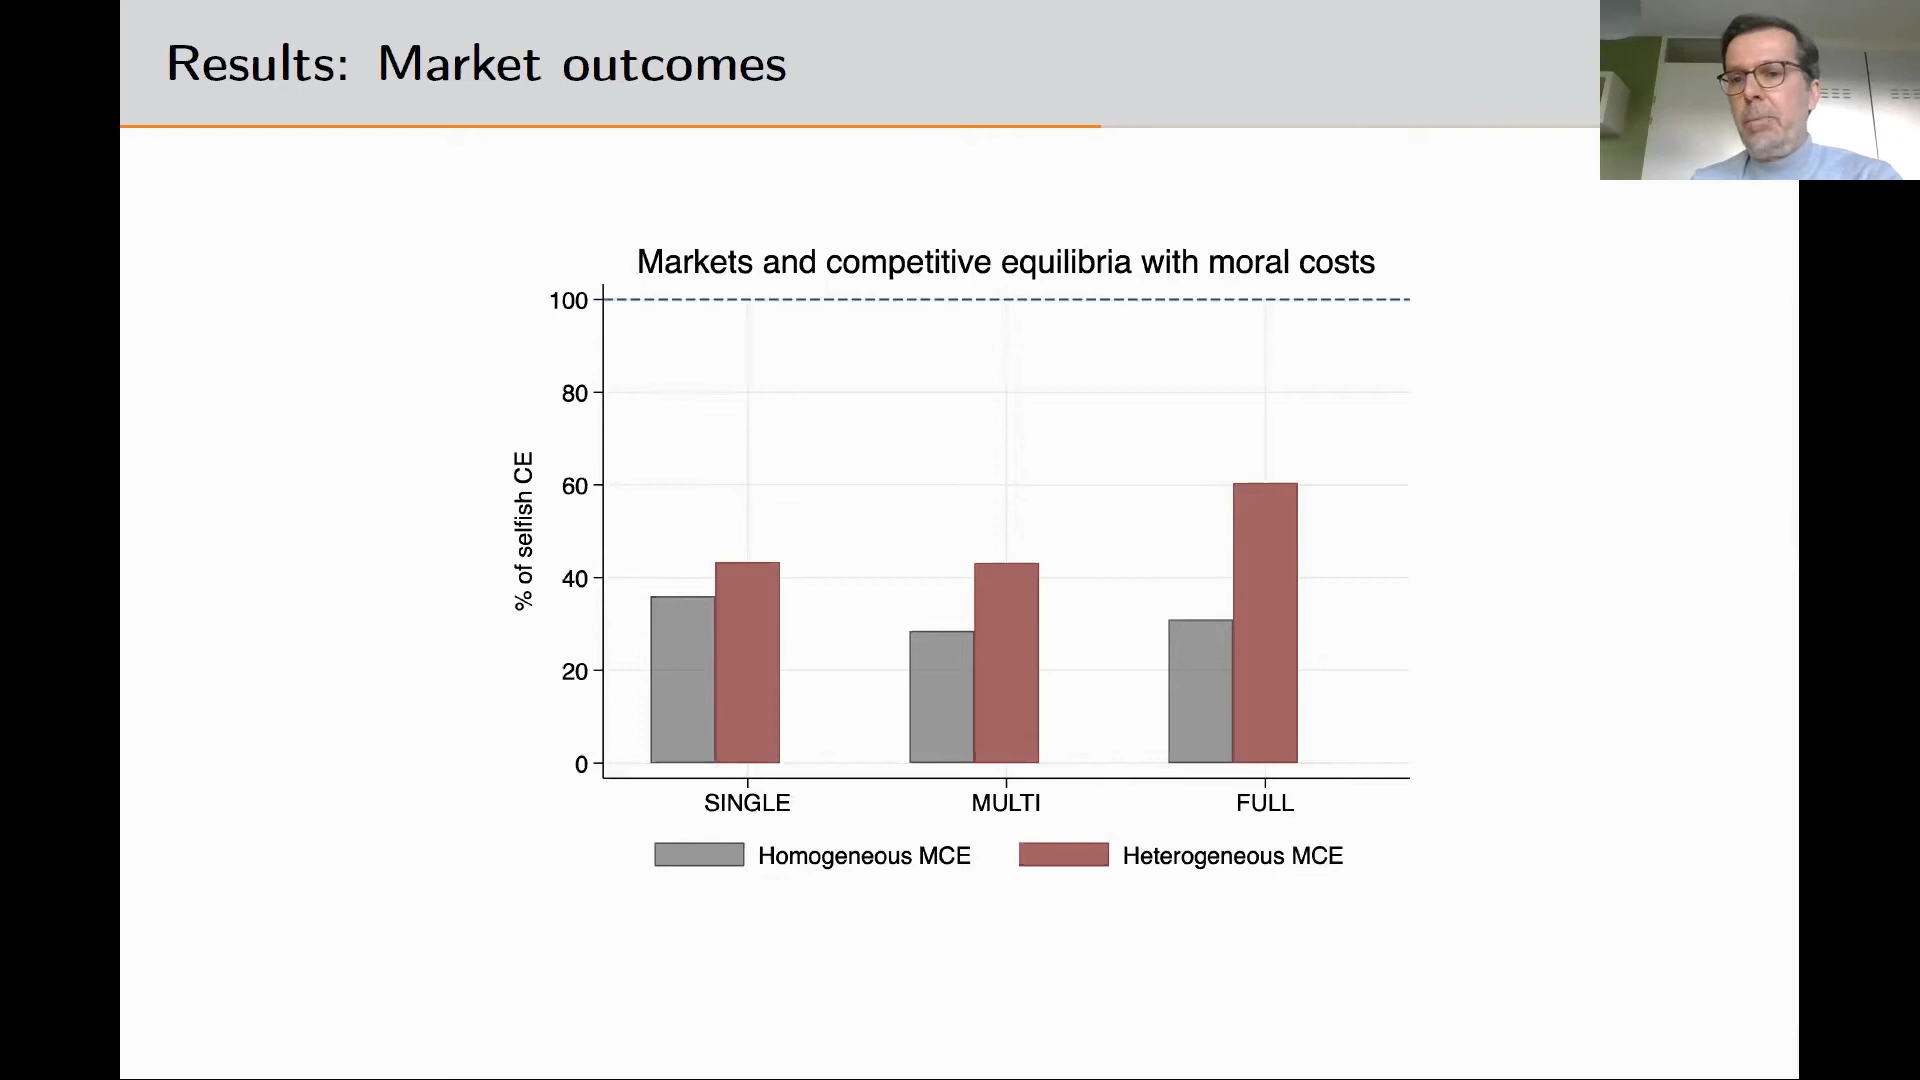 Results: Market outcomes
Markets and competitive equilibria with moral costs
% of selfish CE
100
80
60
40
20
0
SINGLE MULTI FULL
Homogeneous MCE Heterogeneous MCE